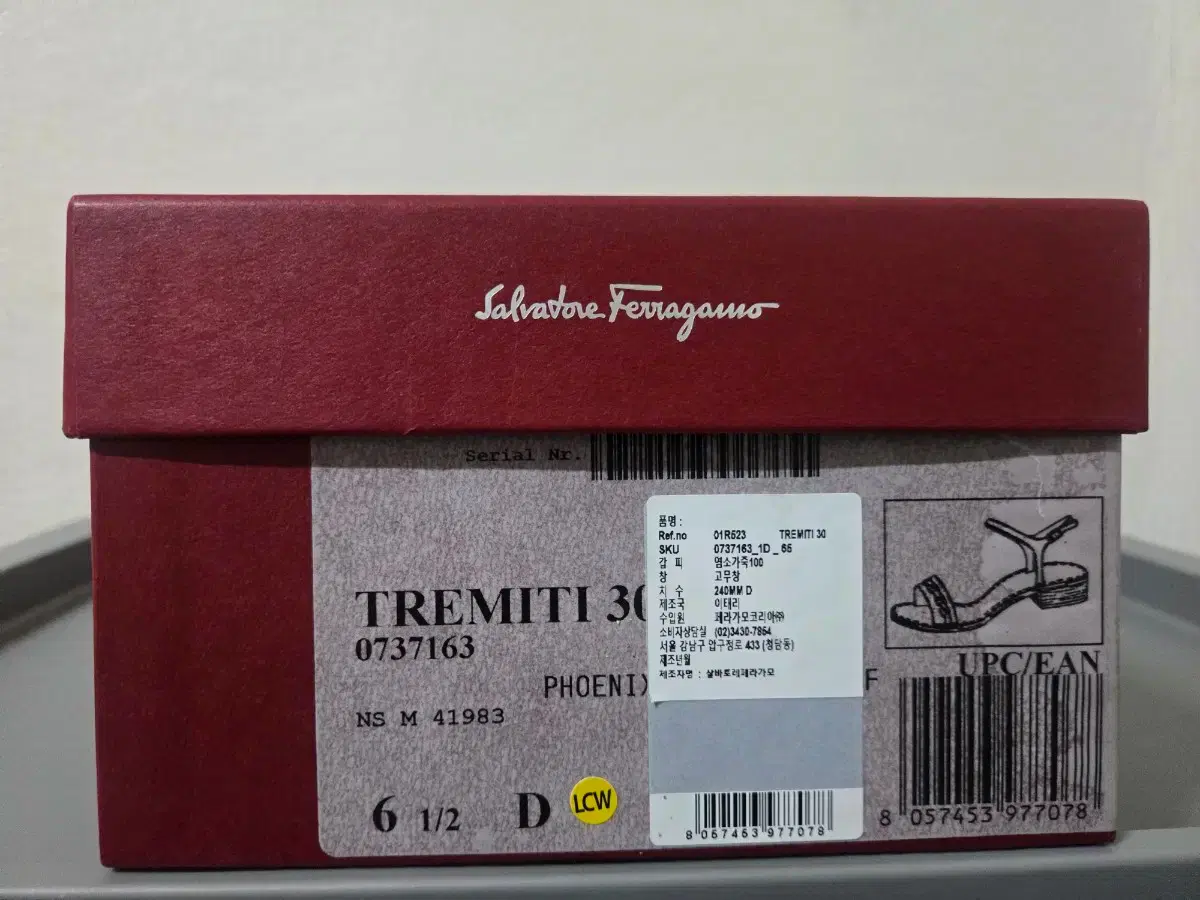 Salvatore Ferragamo
Serial Nr.
품명 :
Ref.no 01R523 TREMITI 30
SKU 0737163_1D _ 65
갑 피 염소가죽100
창 고무창
치 수 240MM D
제조국 이태리
수입원 페라가모코리아㈜
소비자상담실 (02)3430-7854
서울 강남구 압구정로 433 (청담동)
제조년월
제조자명 : 살바토레페라가모
8 057453 977078
TREMITI 30
0737163
PHOENIX
F
NS M 41983
6 1/2 D
LCW
UPC/EAN
8 057453 977078